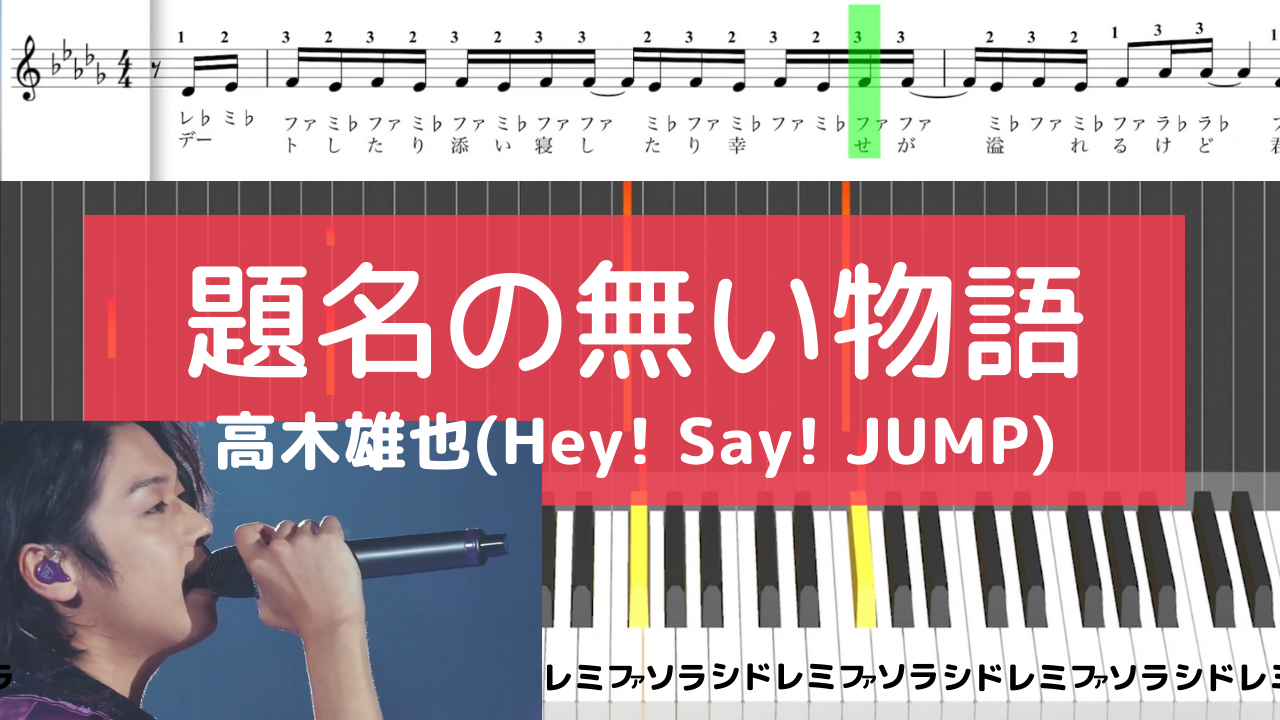 1 2 3 2 3 2 3 2 3 3 2 3 2 3 2 3 3 2 3 2 1 3 3 1
4
4
レ♭ ミ♭ ファ ミ♭ ファ ミ♭ ファ ミ♭ ファ ファ ミ♭ ファ ミ♭ ファ ミ♭ ファ ファ ミ♭ ファ ミ♭ ファ ラ♭ ラ♭
デー ト し た り 添 い 寝 し た り 幸 せ が 溢 れ る け ど 君
題名の無い物語
高木雄也(Hey! Say! JUMP)
ラ レミファソラシドレミファソラシドレミファソラシドレミ